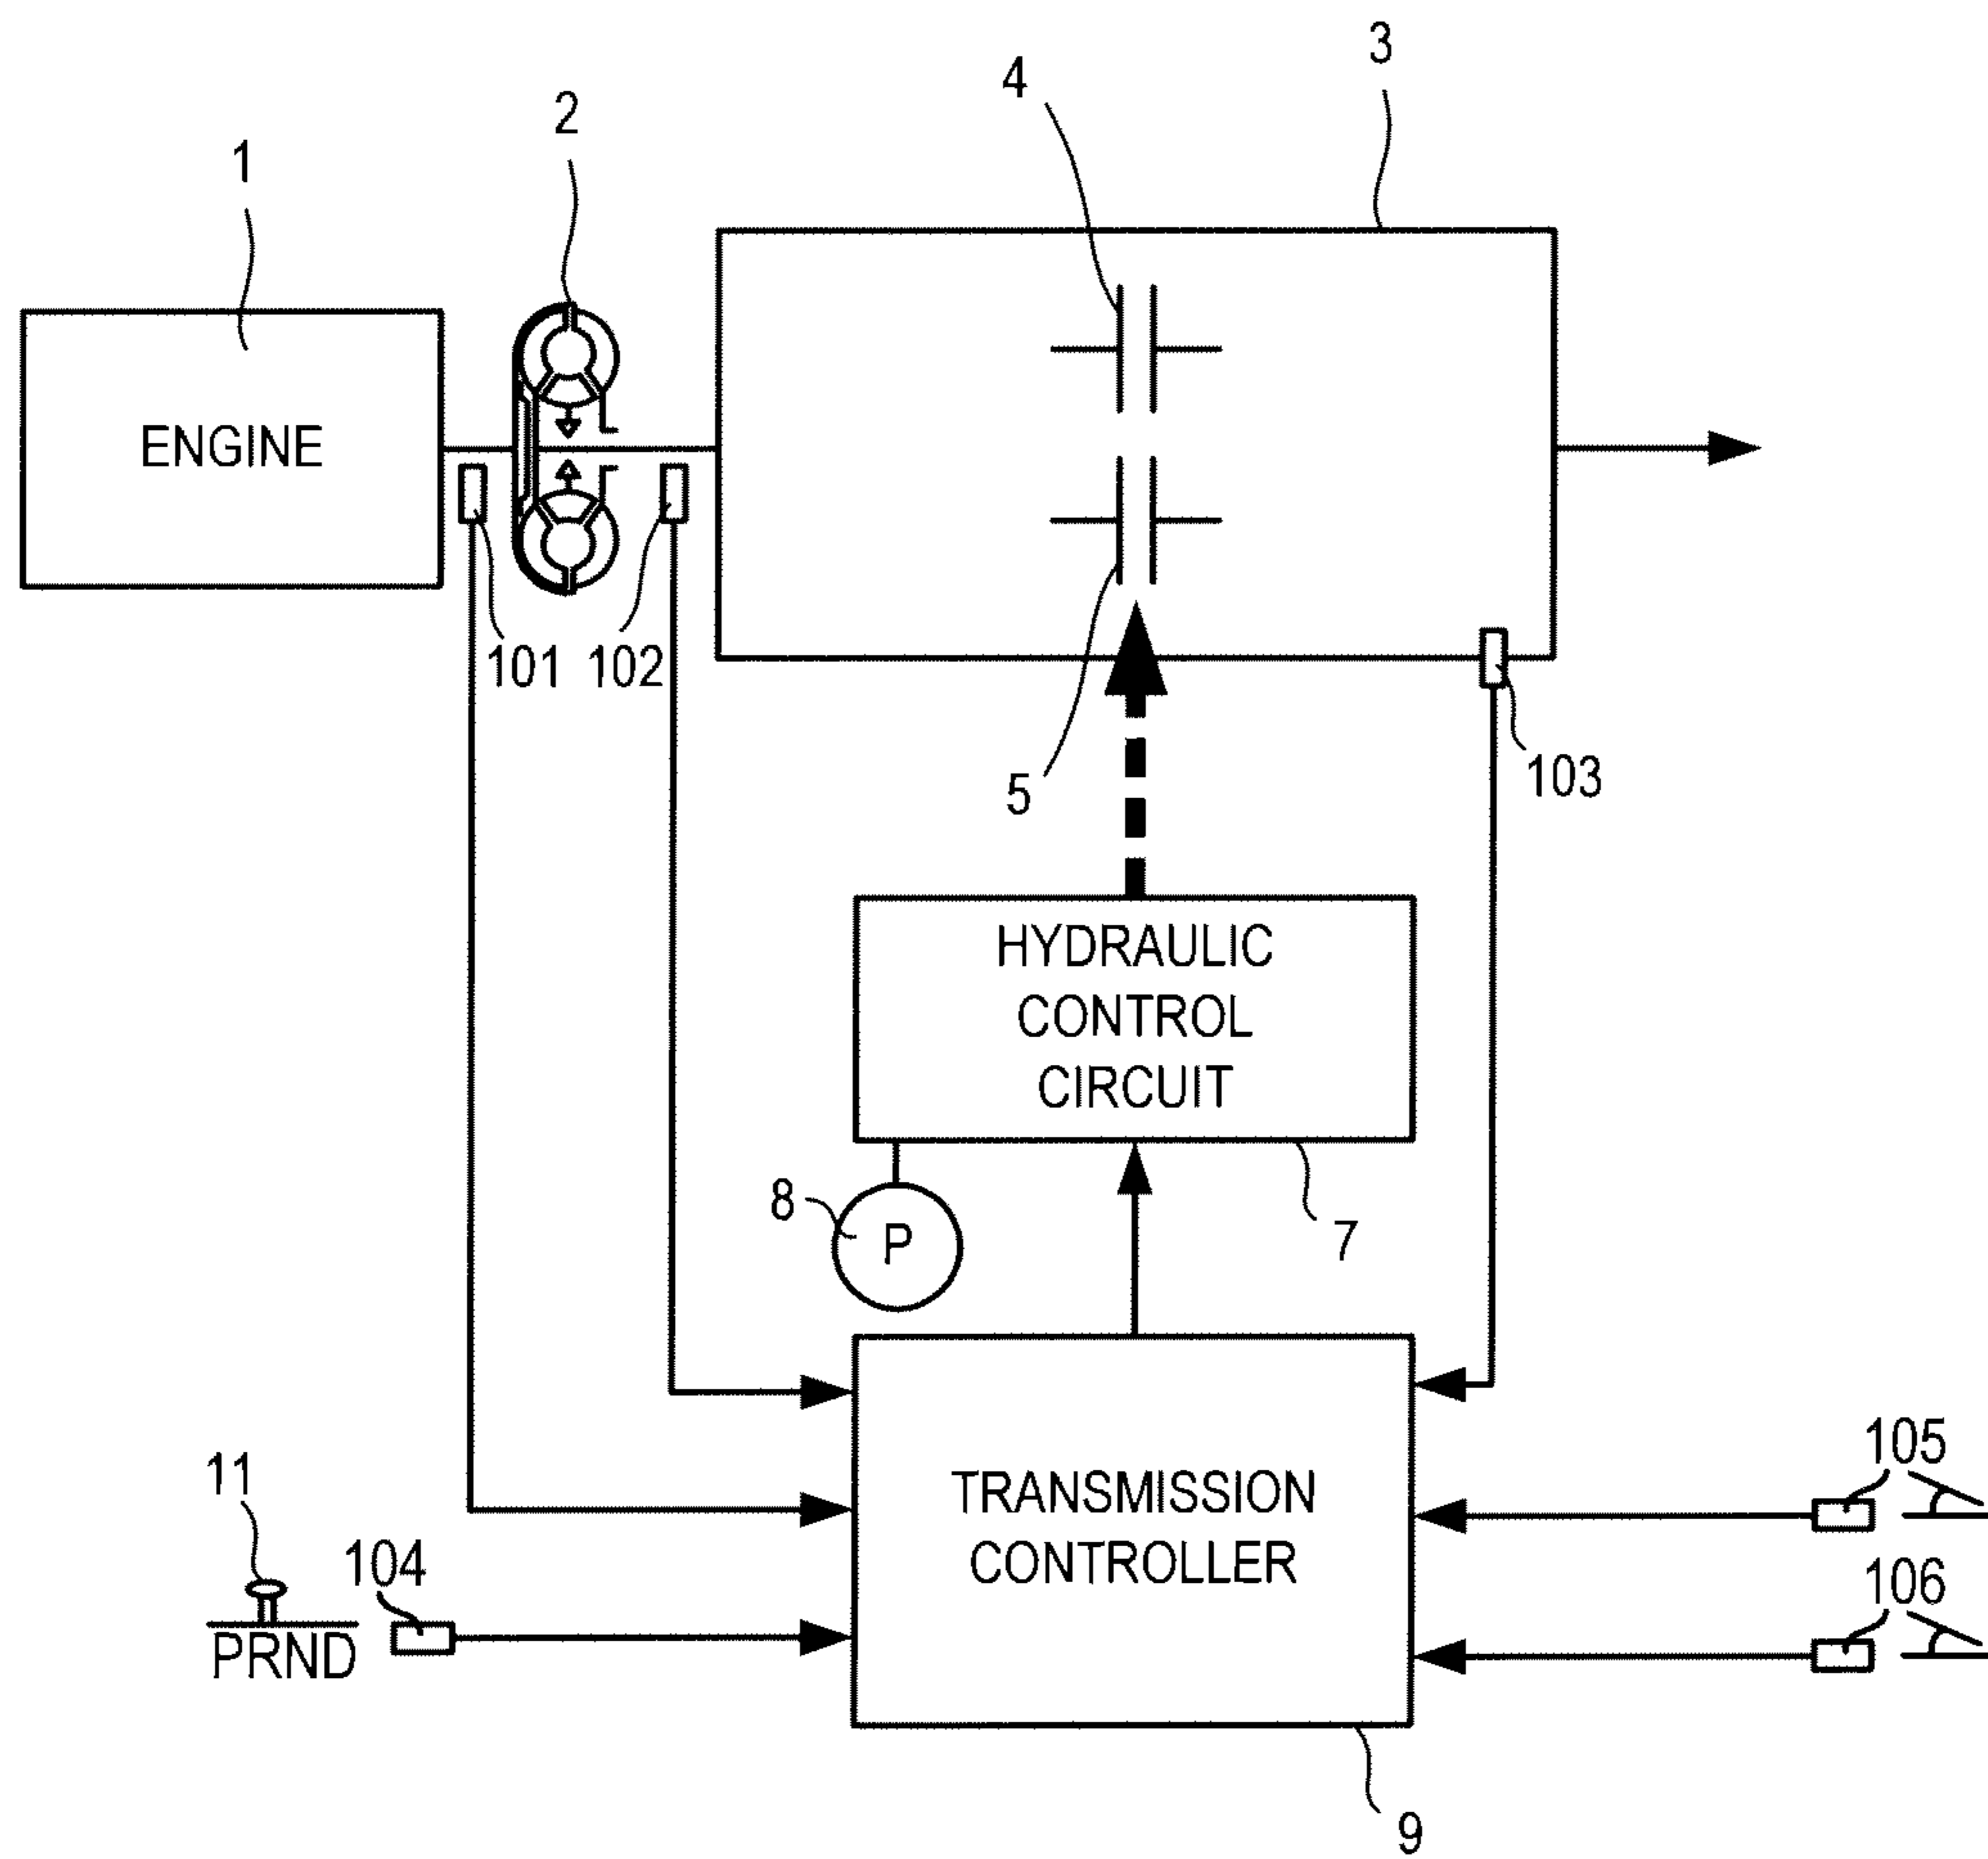 3
4
2
1
ENGINE
101
102
103
5
HYDRAULIC
CONTROL
CIRCUIT
8
P
7
11
104
PRND
TRANSMISSION
CONTROLLER
105
106
9